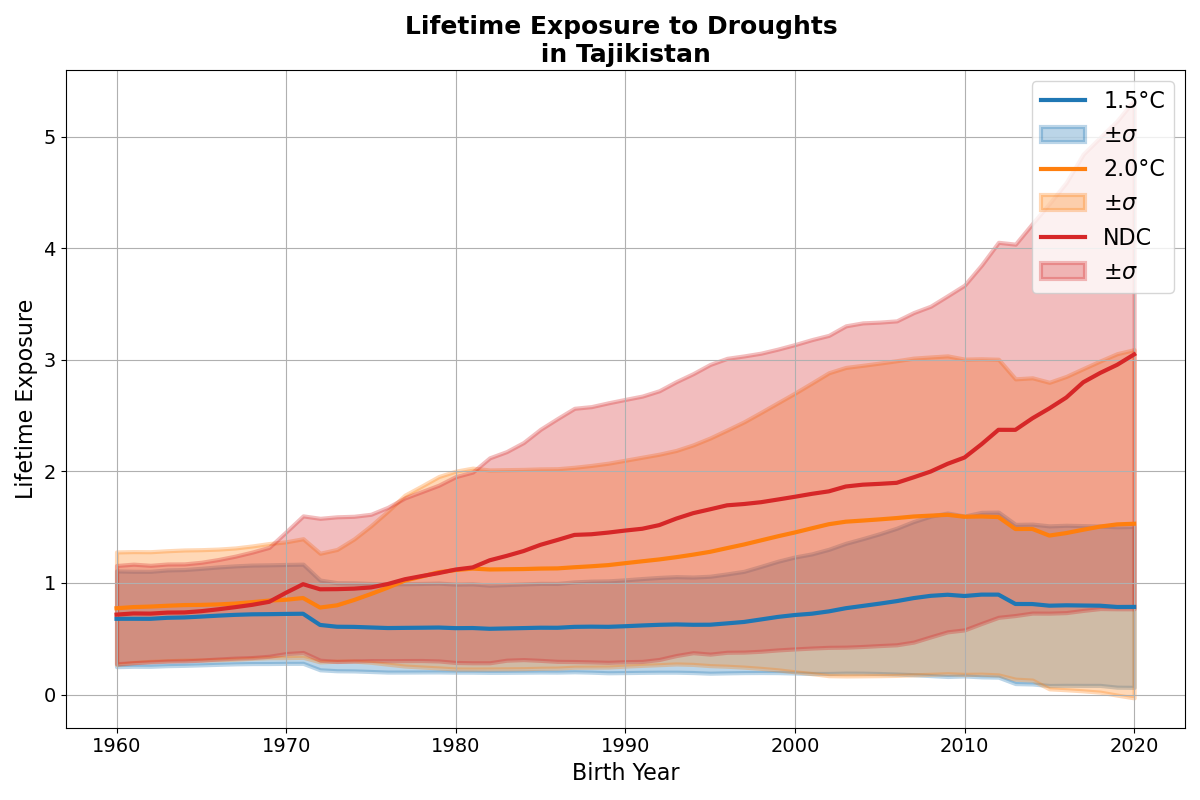 Lifetime Exposure to Droughts
in Tajikistan
Lifetime Exposure
5
4
3
2
1
0
1960 1970 1980 1990 2000 2010 2020
Birth Year
1.5°C
±σ
2.0°C
±σ
NDC
±σ